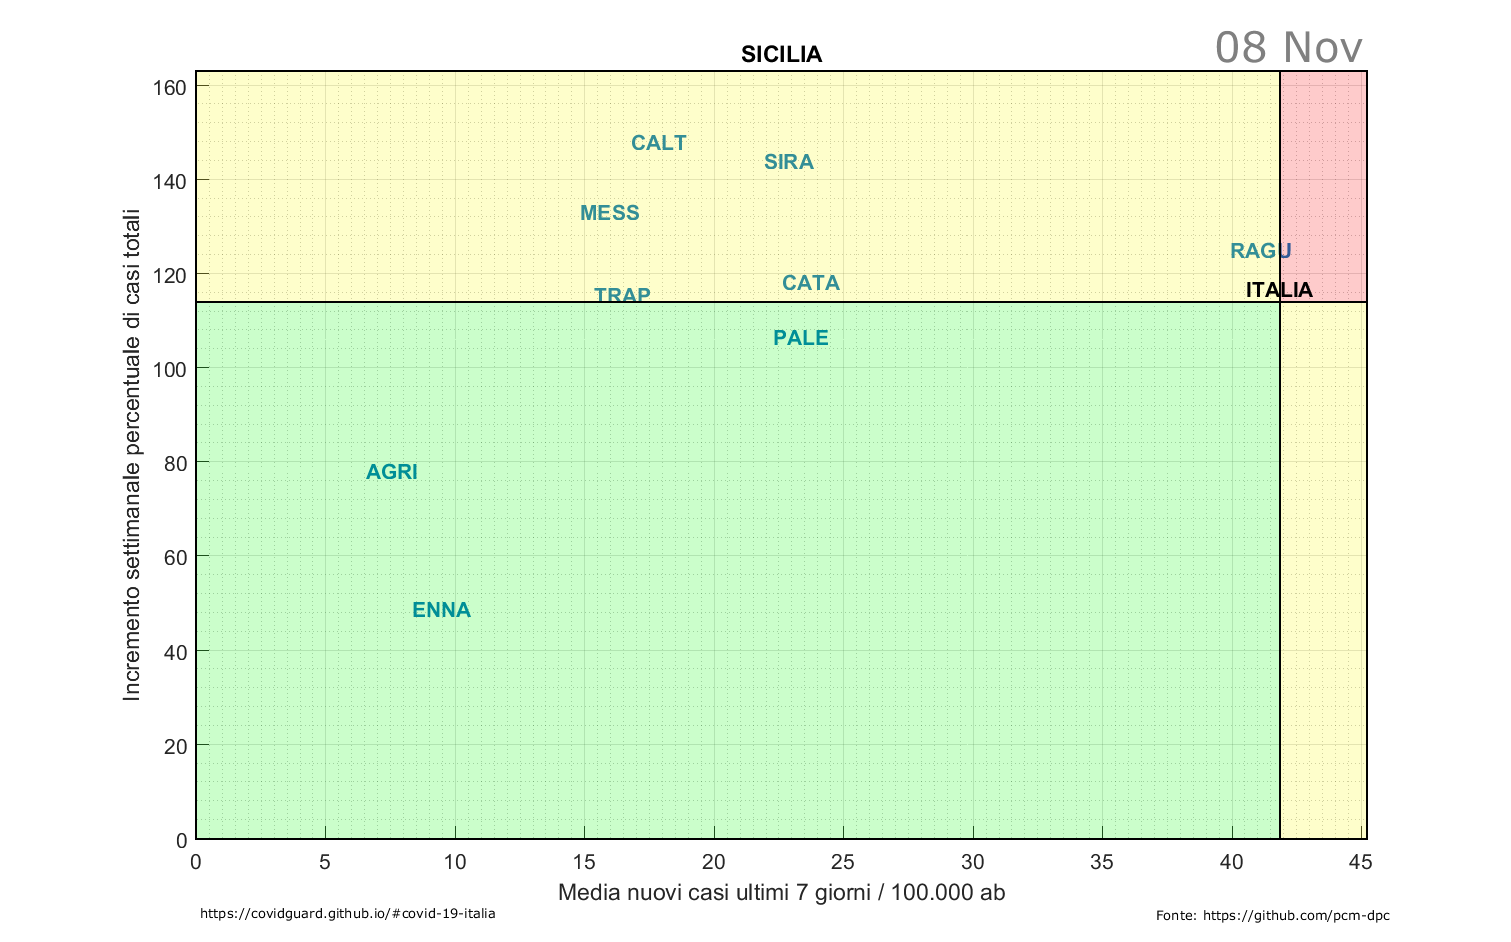 SICILIA
08 Nov
160
140
120
100
80
60
40
20
0
Incremento settimanale percentuale di casi totali
CALT
SIRA
MESS
RAGU
CATA
ITALIA
TRAP
PALE
AGRI
ENNA
0 5 10 15 20 25 30 35 40 45
Media nuovi casi ultimi 7 giorni / 100.000 ab
https://covidguard.github.io/#covid-19-italia
Fonte: https://github.com/pcm-dpc